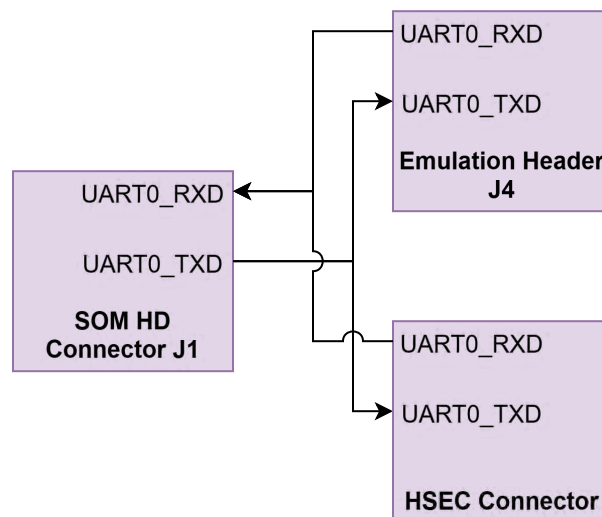 UART0_RXD
UART0_TXD
Emulation Header
J4
UART0_RXD
UART0_TXD
SOM HD
Connector J1
UART0_RXD
UART0_TXD
HSEC Connector